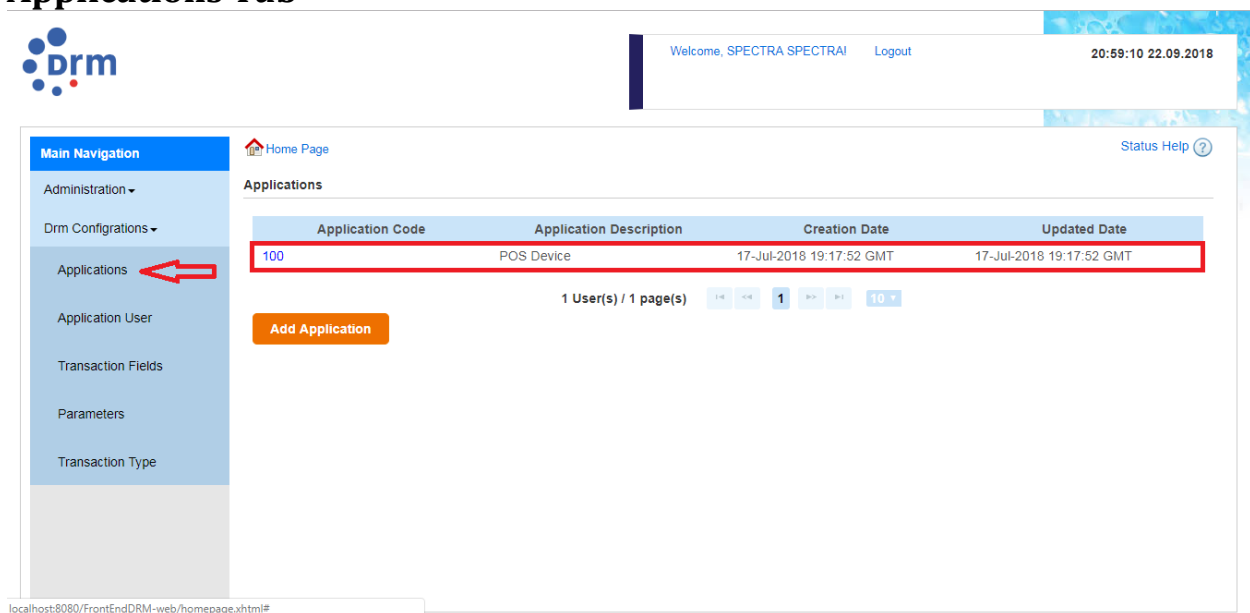 Applications Tab
Drm
Welcome, SPECTRA SPECTRA! Logout
20:59:10 22.09.2018
Main Navigation
Home Page
Status Help ?
Administration
Applications
Drm Configrations
Application Code Application Description Creation Date Updated Date
100 POS Device 17-Jul-2018 19:17:52 GMT 17-Jul-2018 19:17:52 GMT
Applications
1 User(s) / 1 page(s) 1 10
Application User
Add Application
Transaction Fields
Parameters
Transaction Type
localhost:8080/FrontEndDRM-web/homepage.xhtml#